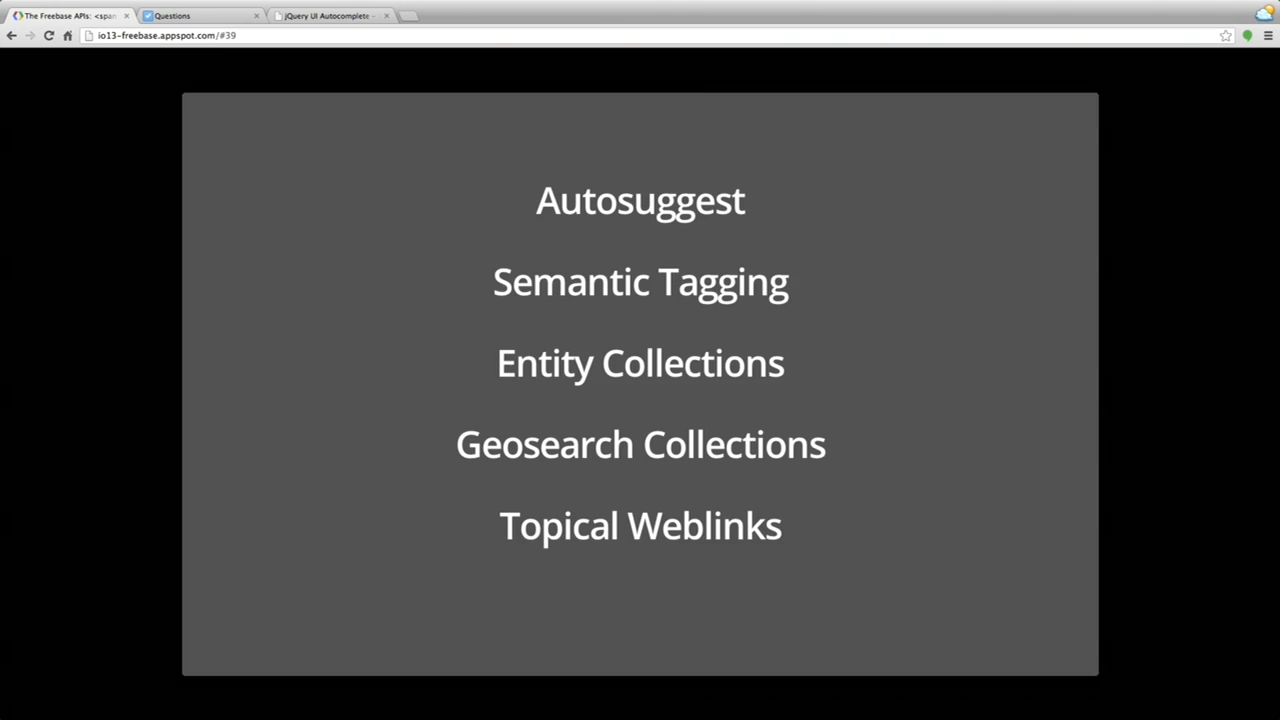 The Freebase APIs: <span
Questions
jQuery UI Autocomplete -
io13-freebase.appspot.com/#39
Autosuggest
Semantic Tagging
Entity Collections
Geosearch Collections
Topical Weblinks